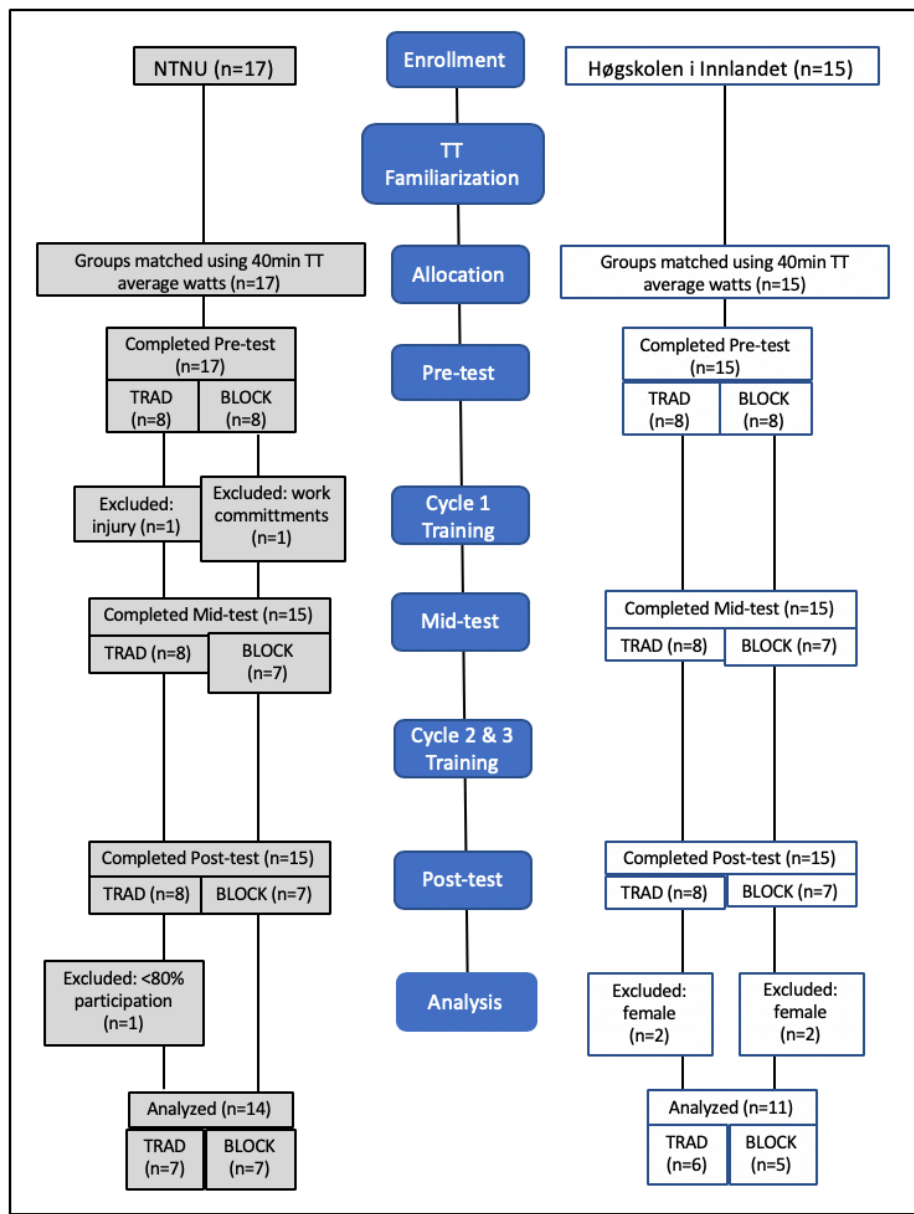 NTNU (n=17)
Enrollment
Høgskolen i Innlandet (n=15)
TT
Familiarization
Groups matched using 40min TT
average watts (n=17)
Allocation
Groups matched using 40min TT
average watts (n=15)
Completed Pre-test
(n=17)
TRAD
(n=8)
BLOCK
(n=8)
Pre-test
Completed Pre-test
(n=15)
TRAD
(n=8)
BLOCK
(n=8)
Excluded:
injury (n=1)
Excluded: work
committments
(n=1)
Cycle 1
Training
Completed Mid-test (n=15)
TRAD (n=8)
BLOCK
(n=7)
Mid-test
Completed Mid-test (n=15)
TRAD (n=8)
BLOCK (n=7)
Cycle 2 & 3
Training
Completed Post-test (n=15)
TRAD (n=8)
BLOCK (n=7)
Post-test
Completed Post-test (n=15)
TRAD (n=8)
BLOCK (n=7)
Excluded: <80%
participation
(n=1)
Analysis
Excluded:
female
(n=2)
Excluded:
female
(n=2)
Analyzed (n=14)
TRAD
(n=7)
BLOCK
(n=7)
Analyzed (n=11)
TRAD
(n=6)
BLOCK
(n=5)